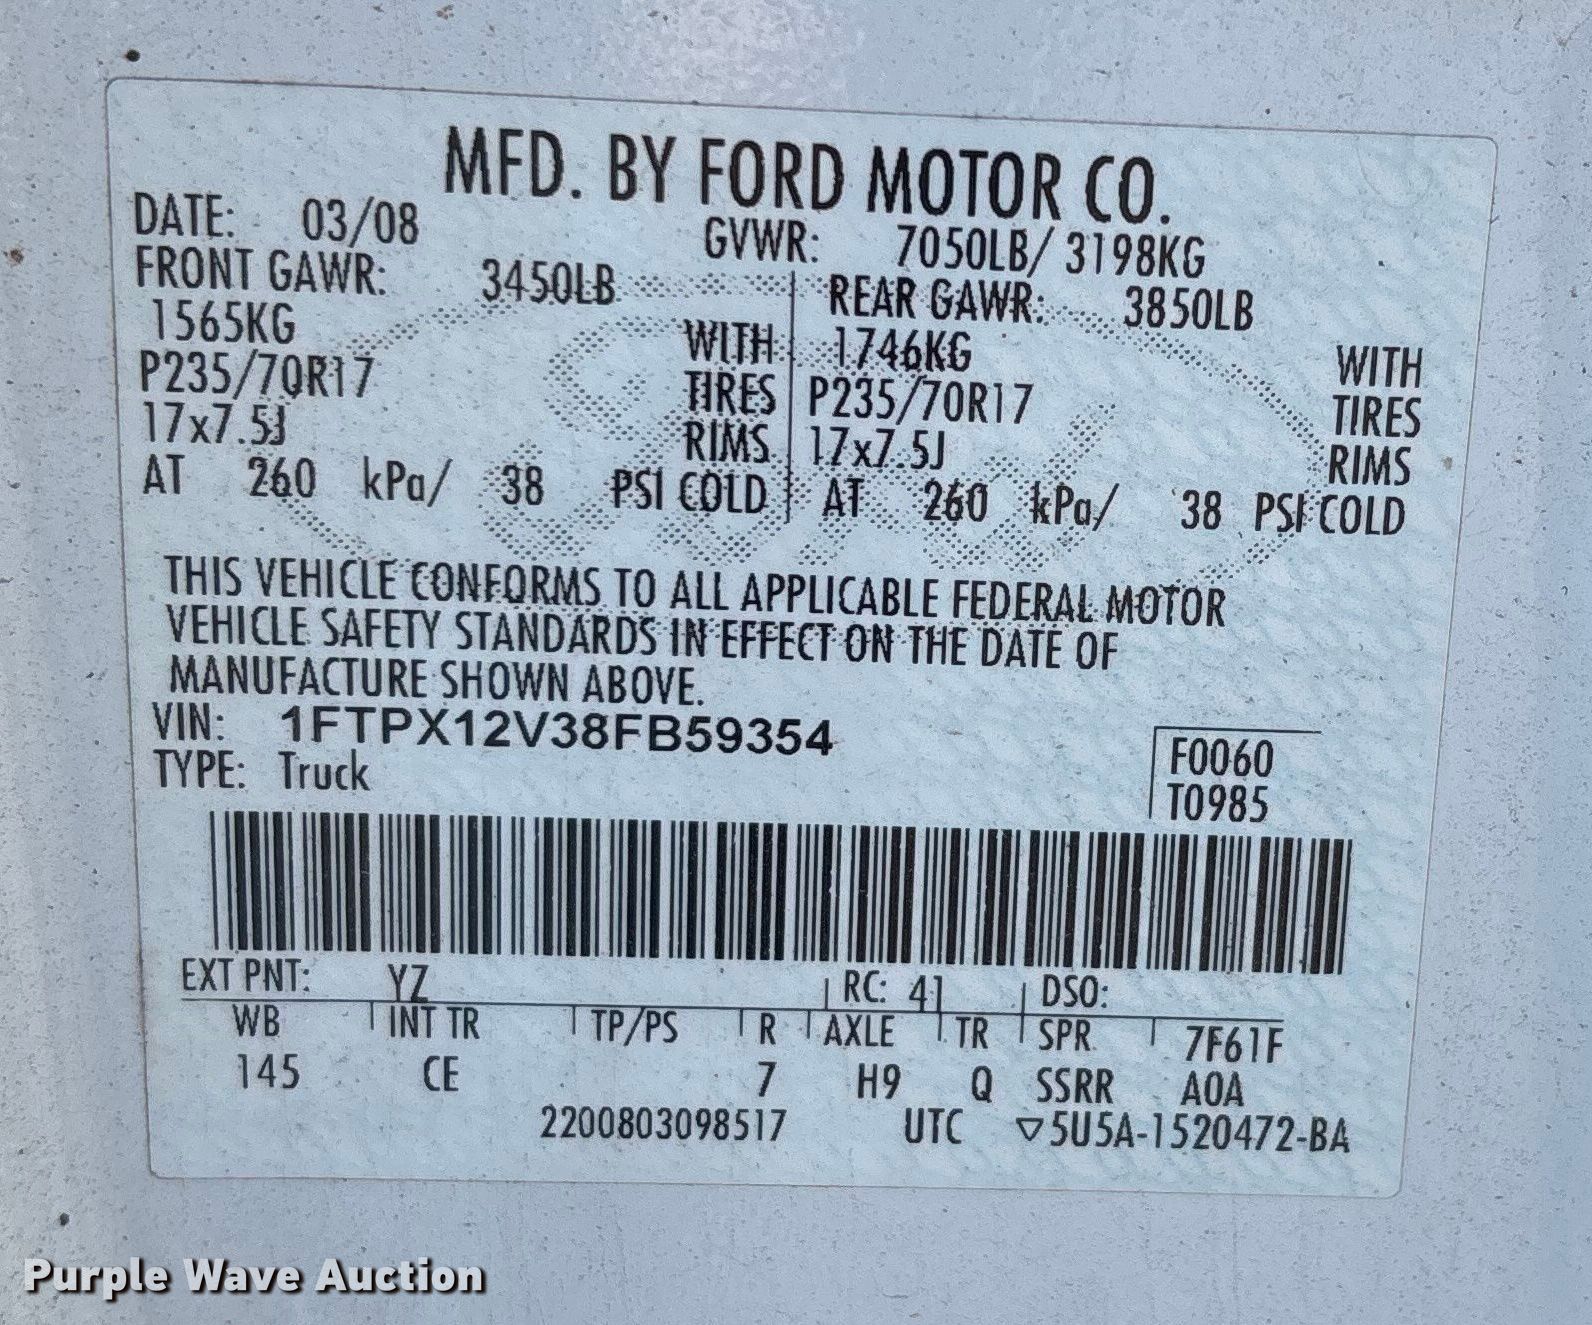 MFD. BY FORD MOTOR CO.
DATE: 03/08 GVWR: 7050LB/ 3198KG
FRONT GAWR: 3450LB REAR GAWR: 3850LB
1565KG WITH 1746KG WITH
P235/70R17 TIRES P235/70R17 TIRES
17x7.5J RIMS 17x7.5J RIMS
AT 260 kPa/ 38 PSI COLD AT 260 kPa/ 38 PSI COLD
THIS VEHICLE CONFORMS TO ALL APPLICABLE FEDERAL MOTOR
VEHICLE SAFETY STANDARDS IN EFFECT ON THE DATE OF
MANUFACTURE SHOWN ABOVE.
VIN: 1FTPX12V38FB59354
TYPE: Truck
F0060
T0985
EXT PNT: YZ RC: 41 DSO:
WB INT TR TP/PS R AXLE TR SPR 7F61F
145 CE 7 H9 Q SSRR A0A
2200803098517 UTC ▽5U5A-1520472-BA
Purple Wave Auction